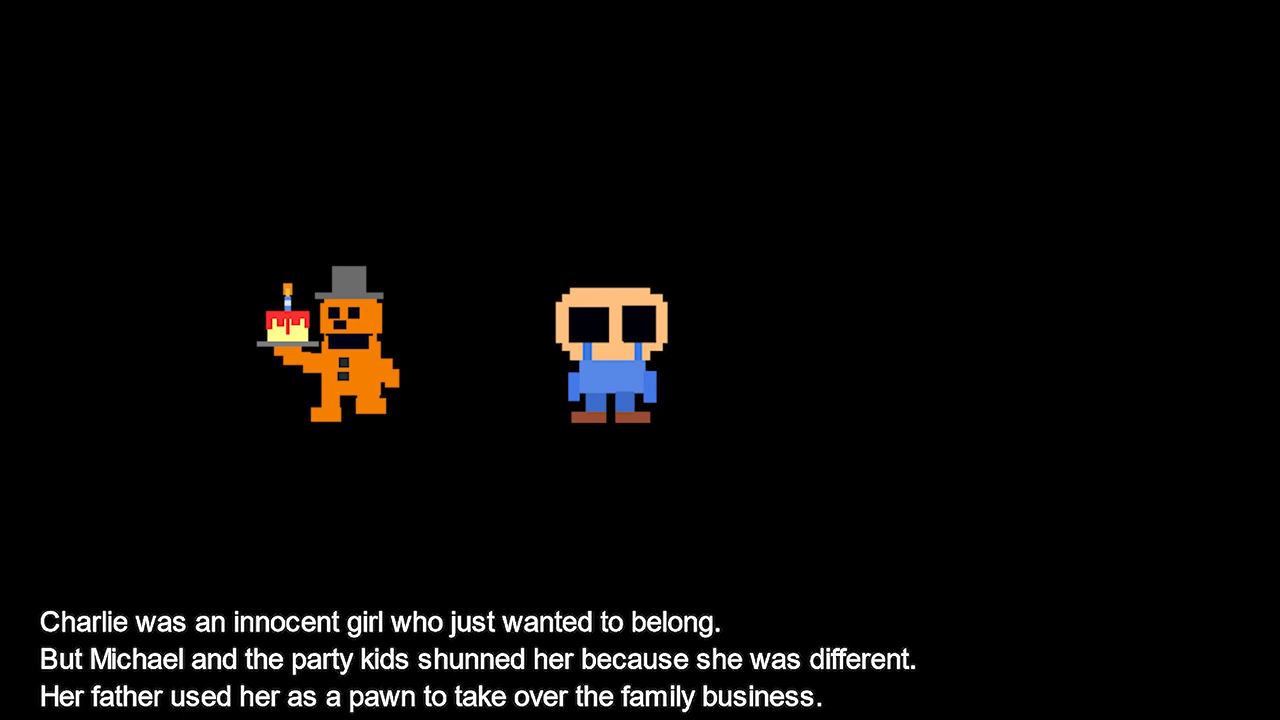 Charlie was an innocent girl who just wanted to belong.
But Michael and the party kids shunned her because she was different.
Her father used her as a pawn to take over the family business.